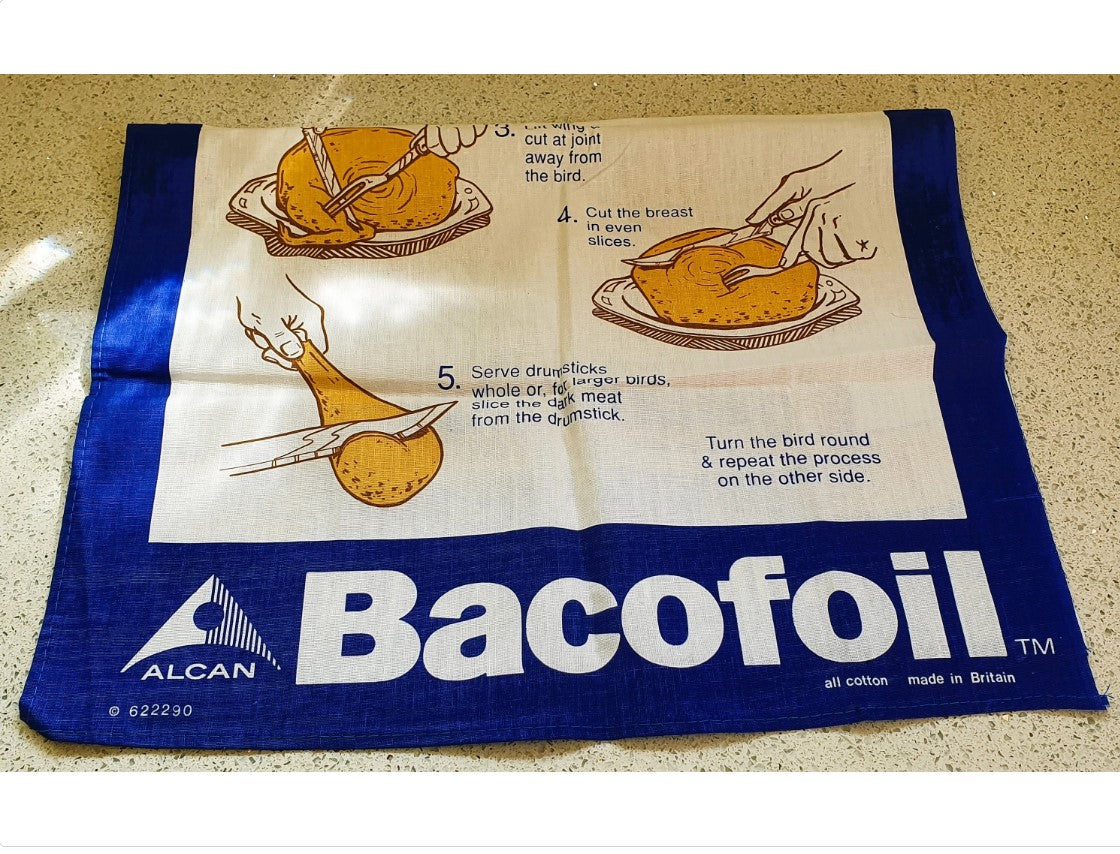 3. Lift wing &
cut at joint
away from
the bird.
4. Cut the breast
in even
slices.
5. Serve drumsticks
whole or, for larger birds,
slice the dark meat
from the drumstick.
Turn the bird round
& repeat the process
on the other side.
ALCAN
Bacofoil TM
all cotton made in Britain
© 622290